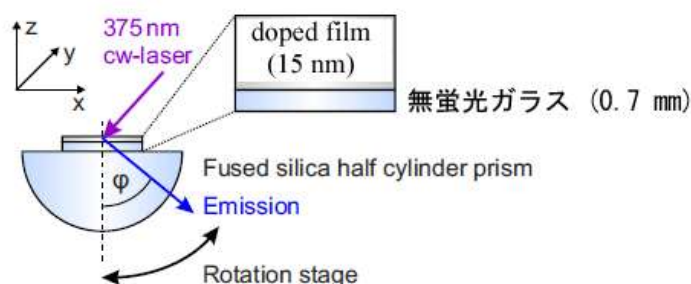 z
y
x
375 nm
cw-laser
doped film
(15 nm)
無蛍光ガラス (0.7 mm)
φ
Fused silica half cylinder prism
Emission
Rotation stage